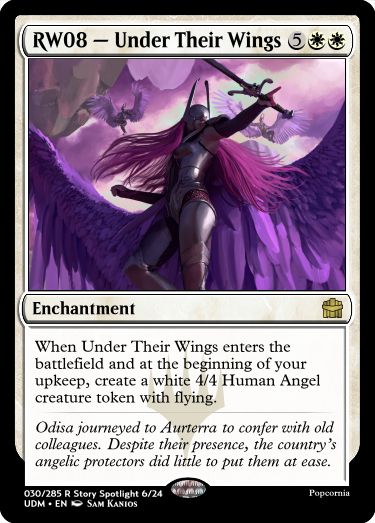 RW08 — Under Their Wings 5
Enchantment
When Under Their Wings enters the
battlefield and at the beginning of your
upkeep, create a white 4/4 Human Angel
creature token with flying.
Odisa journeyed to Aurterra to confer with old
colleagues. Despite their presence, the country's
angelic protectors did little to put them at ease.
030/285 R Story Spotlight 6/24
Popcornia
UDM • EN Sam Kanios